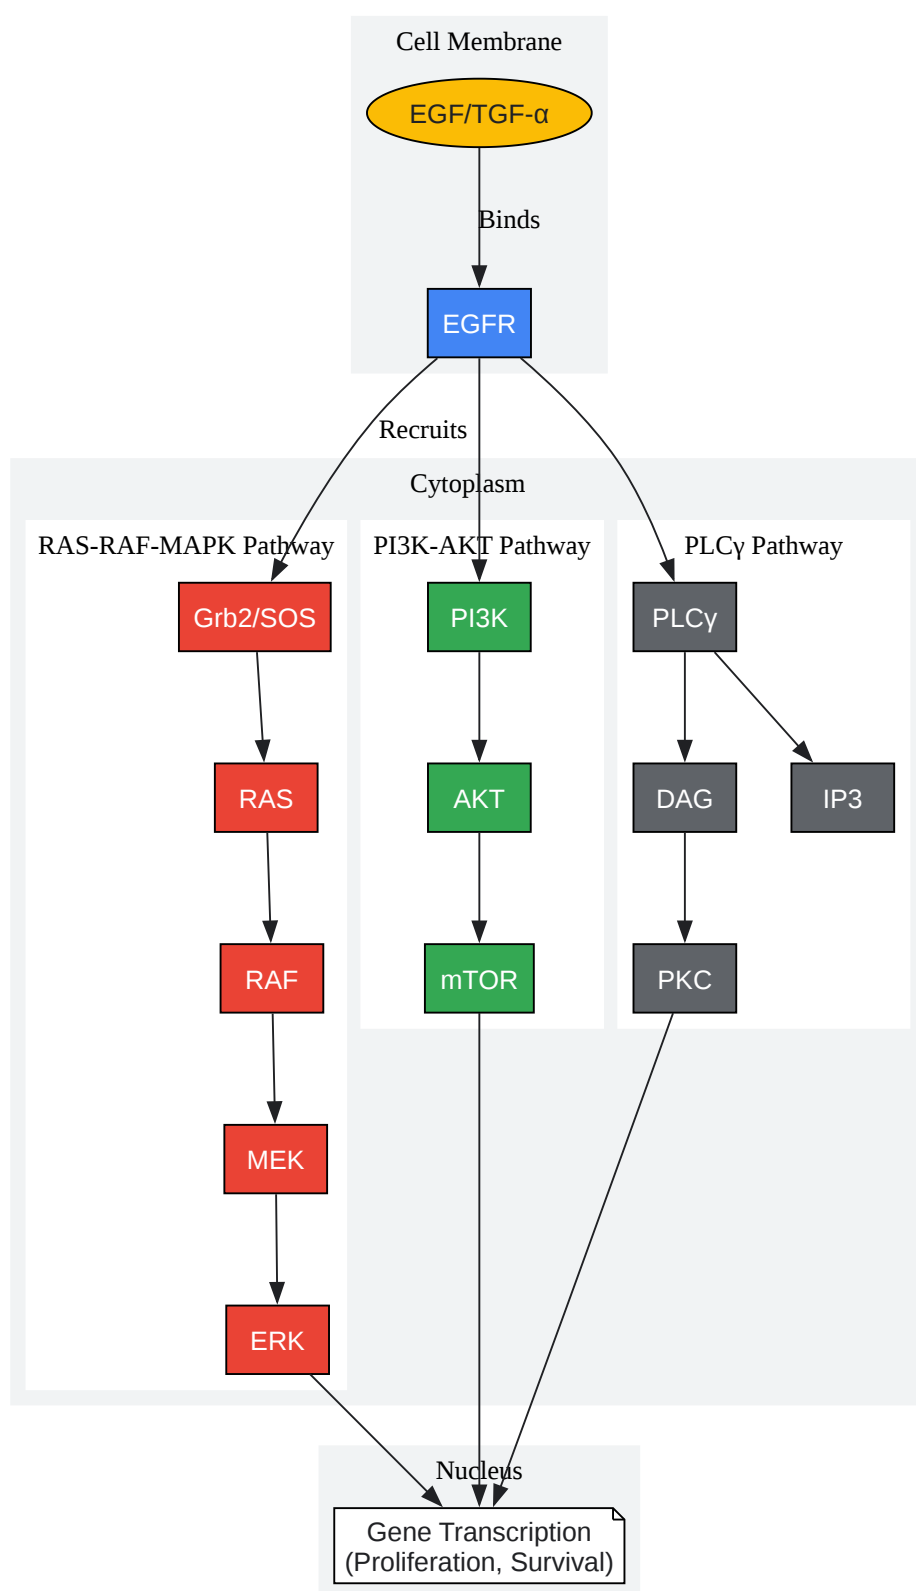 Cell Membrane
EGF/TGF-α
Binds
EGFR
Recruits
Cytoplasm
RAS-RAF-MAPK Pathway
PI3K-AKT Pathway
PLCγ Pathway
Grb2/SOS
PI3K
PLCγ
RAS
AKT
DAG
IP3
RAF
mTOR
PKC
MEK
ERK
Nucleus
Gene Transcription
(Proliferation, Survival)